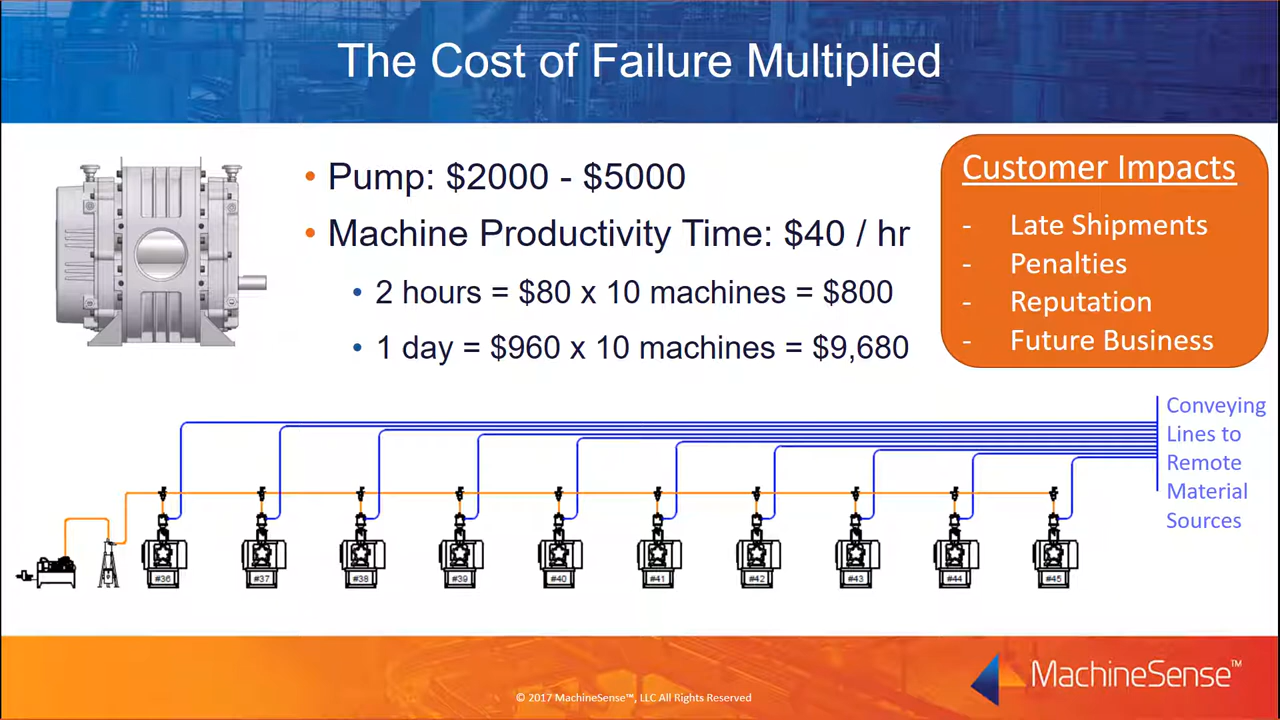 The Cost of Failure Multiplied
• Pump: $2000 - $5000
• Machine Productivity Time: $40 / hr
• 2 hours = $80 x 10 machines = $800
• 1 day = $960 x 10 machines = $9,680
Customer Impacts
- Late Shipments
- Penalties
- Reputation
- Future Business
Conveying
Lines to
Remote
Material
Sources
#36
#37
#38
#39
#40
#41
#42
#43
#44
#45
© 2017 MachineSense™, LLC All Rights Reserved
MachineSense™